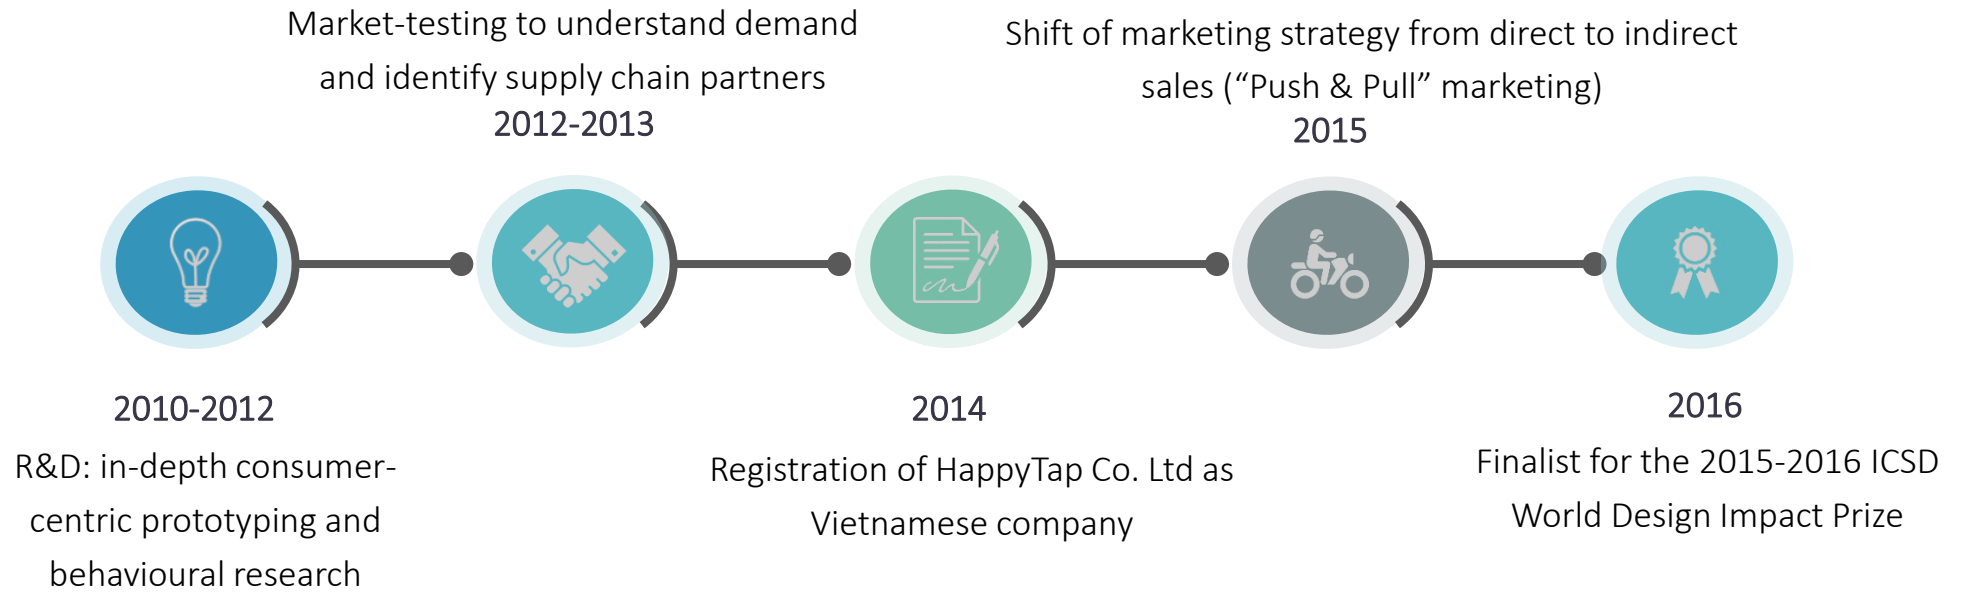 Market-testing to understand demand
and identify supply chain partners
2012-2013
Shift of marketing strategy from direct to indirect
sales (“Push & Pull” marketing)
2015
2010-2012
R&D: in-depth consumer-
centric prototyping and
behavioural research
2014
Registration of HappyTap Co. Ltd as
Vietnamese company
2016
Finalist for the 2015-2016 ICSD
World Design Impact Prize